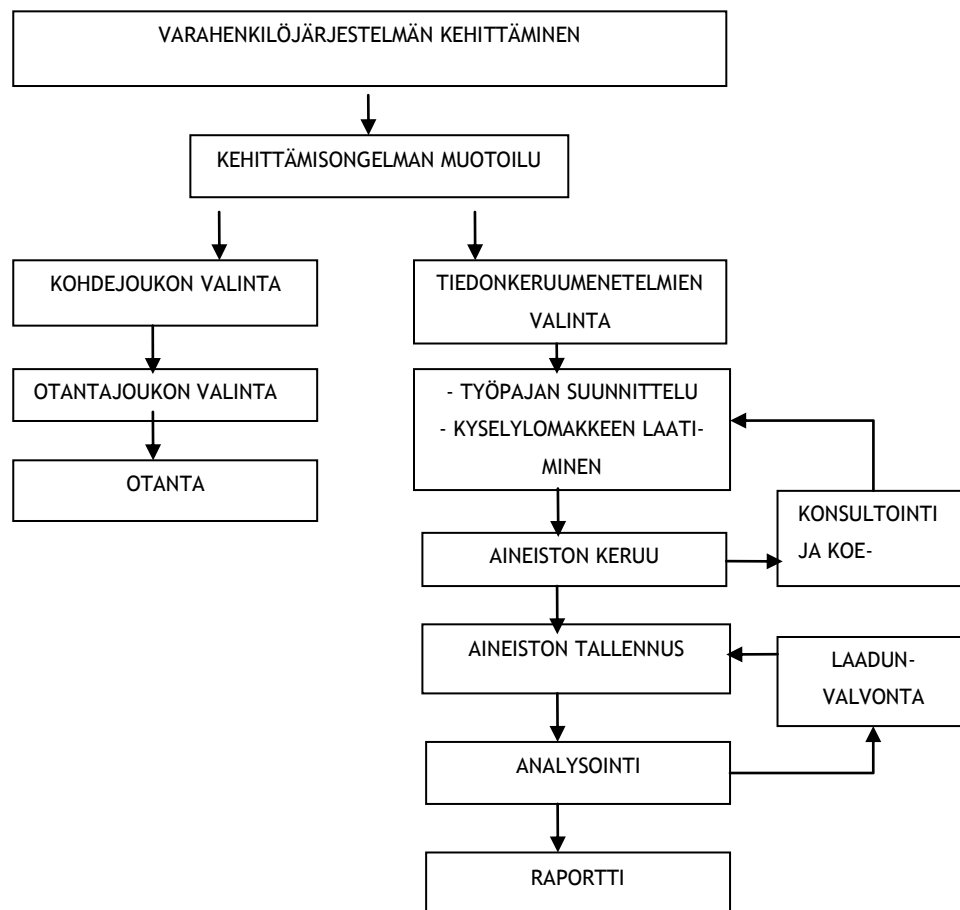 VARAHENKILÖJÄRJESTELMÄN KEHITTÄMINEN
KEHITTÄMISONGELMAN MUOTOILU
KOHDEJOUKON VALINTA
OTANTAJOUKON VALINTA
OTANTA
TIEDONKERUUMENETELMIEN
VALINTA
- TYÖPAJAN SUUNNITTELU
- KYSELYLOMAKKEEN LAATI-
MINEN
KONSULTOINTI
JA KOE-
AINEISTON KERUU
AINEISTON TALLENNUS
LAADUN-
VALVONTA
ANALYSOINTI
RAPORTTI